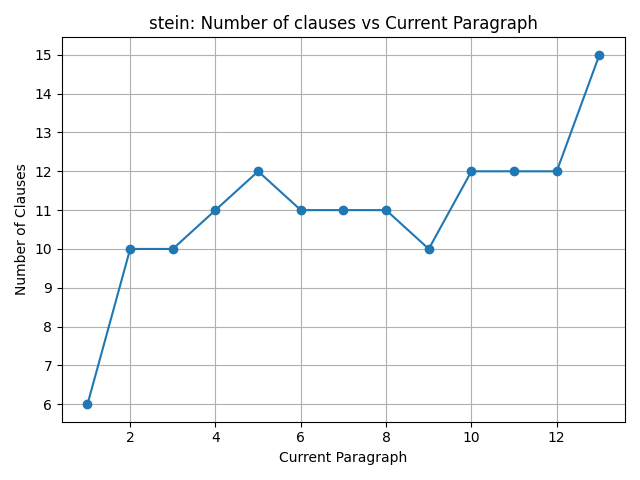 stein: Number of clauses vs Current Paragraph
15
14
13
12
11
10
9
8
7
6
Number of Clauses
2 4 6 8 10 12
Current Paragraph